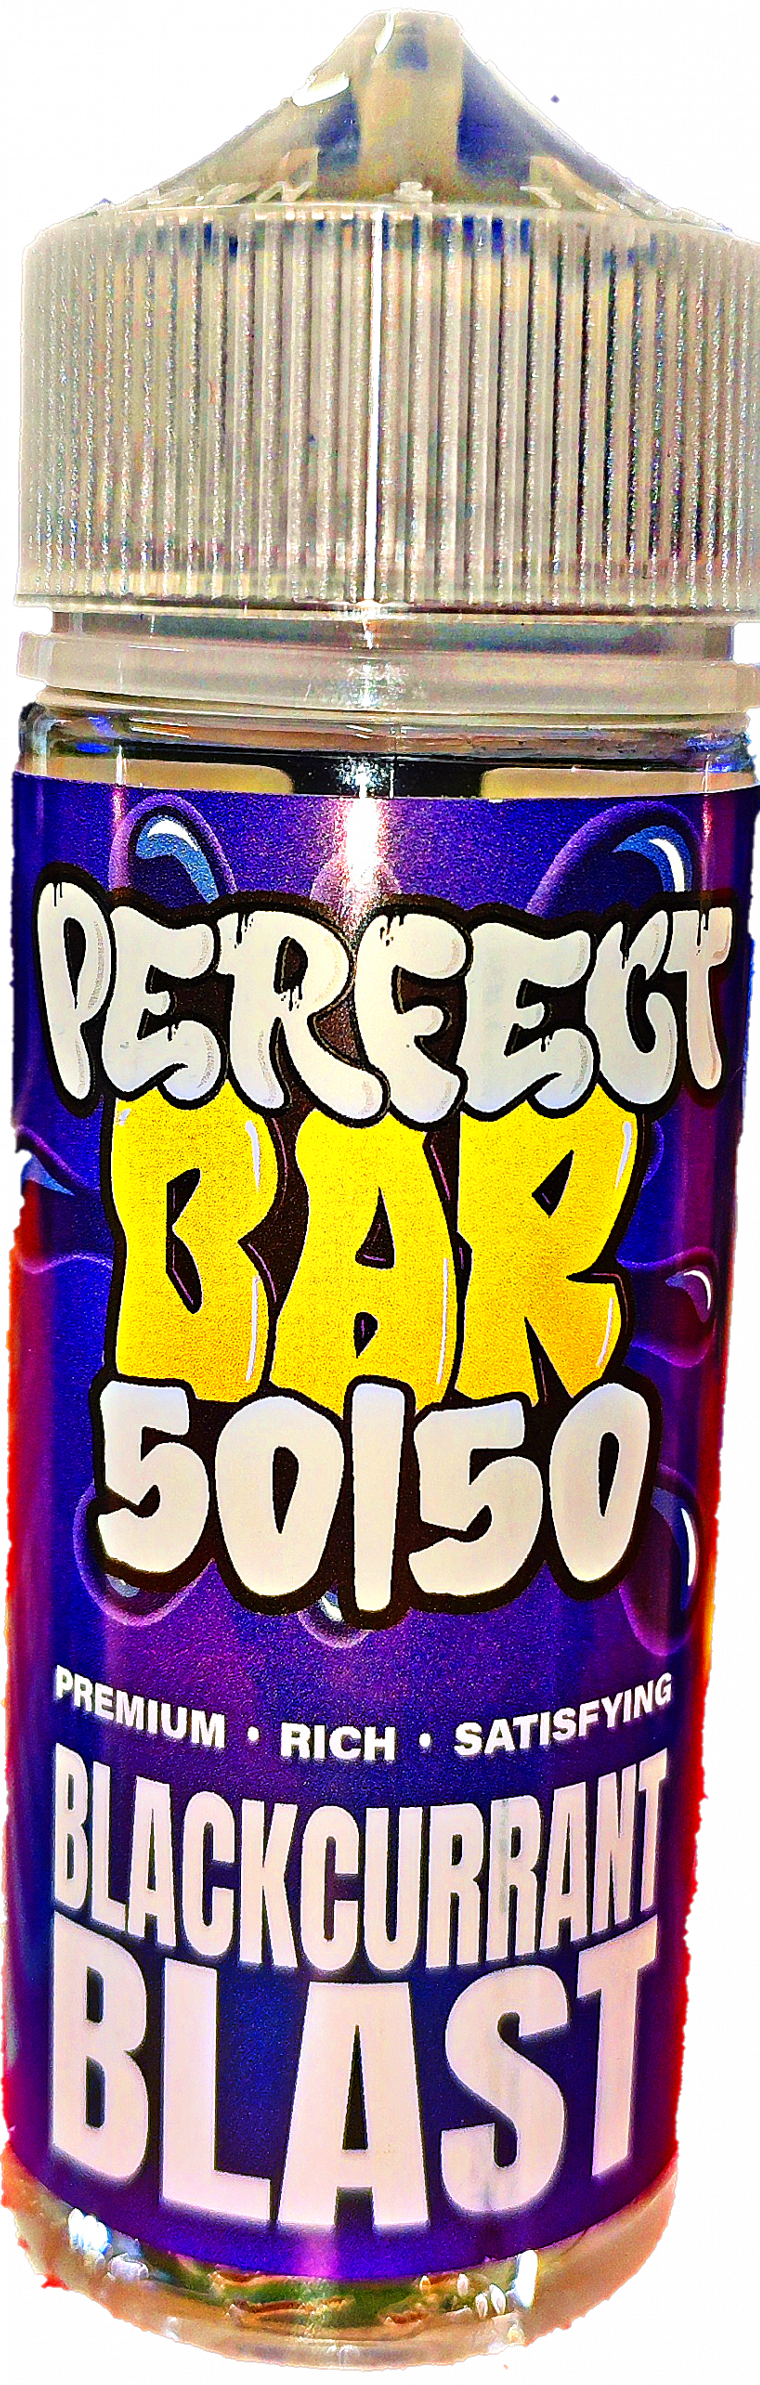 PERFECT
BAR
50|50
PREMIUM • RICH • SATISFYING
BLACKCURRANT
BLAST